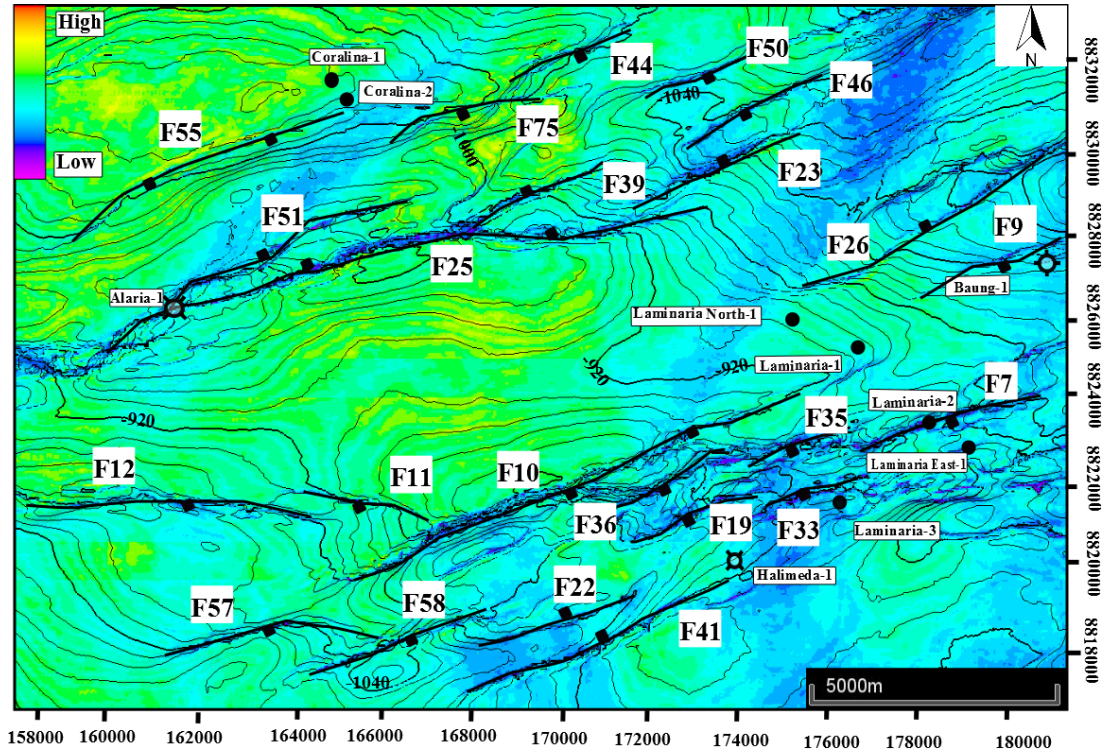 High
Low
N
Coralina-1
Coralina-2
F44
F50
F46
F55
F75
-1040
-1000
F23
F39
F51
F25
F26
F9
Baung-1
Alaria-1
Laminaria North-1
Laminaria-1
-920
-920
-920
F7
Laminaria-2
F35
Laminaria East-1
F12
F11
F10
F36
F19
F33
Laminaria-3
Halimeda-1
F57
F58
F22
F41
1040
5000m
8832000
8830000
8828000
8826000
8824000
8822000
8820000
8818000
158000 160000 162000 164000 166000 168000 170000 172000 174000 176000 178000 180000